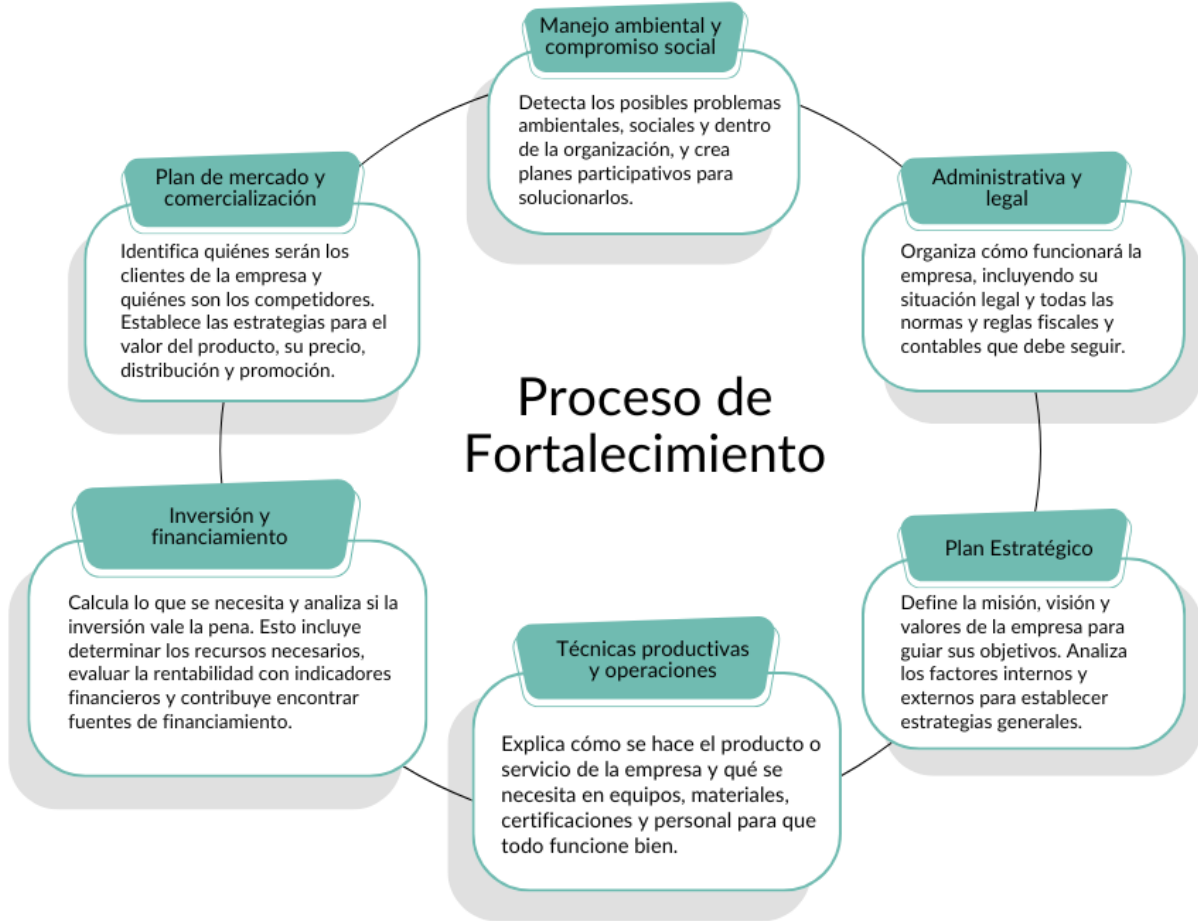 Manejo ambiental y
compromiso social
Detecta los posibles problemas
ambientales, sociales y dentro
de la organización, y crea
planes participativos para
solucionarlos.
Plan de mercado y
comercialización
Identifica quiénes serán los
clientes de la empresa y
quiénes son los competidores.
Establece las estrategias para el
valor del producto, su precio,
distribución y promoción.
Administrativa y
legal
Organiza cómo funcionará la
empresa, incluyendo su
situación legal y todas las
normas y reglas fiscales y
contables que debe seguir.
Proceso de
Fortalecimiento
Inversión y
financiamiento
Calcula lo que se necesita y analiza si la
inversión vale la pena. Esto incluye
determinar los recursos necesarios,
evaluar la rentabilidad con indicadores
financieros y contribuye encontrar
fuentes de financiamiento.
Plan Estratégico
Define la misión, visión y
valores de la empresa para
guiar sus objetivos. Analiza
los factores internos y
externos para establecer
estrategias generales.
Técnicas productivas
y operaciones
Explica cómo se hace el producto o
servicio de la empresa y qué se
necesita en equipos, materiales,
certificaciones y personal para que
todo funcione bien.